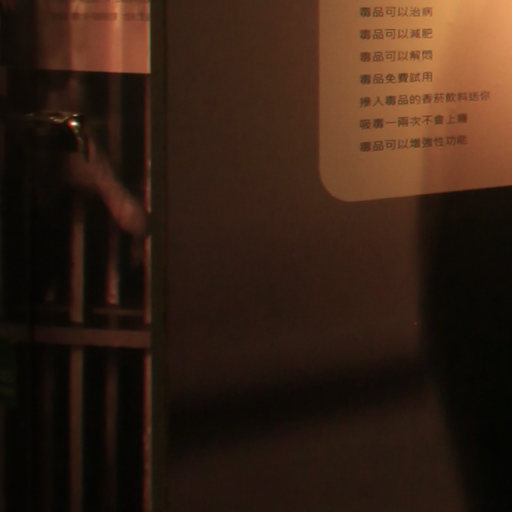 毒品可以治病
毒品可以減肥
毒品可以解悶
毒品免費試用
摻入毒品的香菸飲料送你
吸毒一兩次不會上癮
毒品可以增強性功能